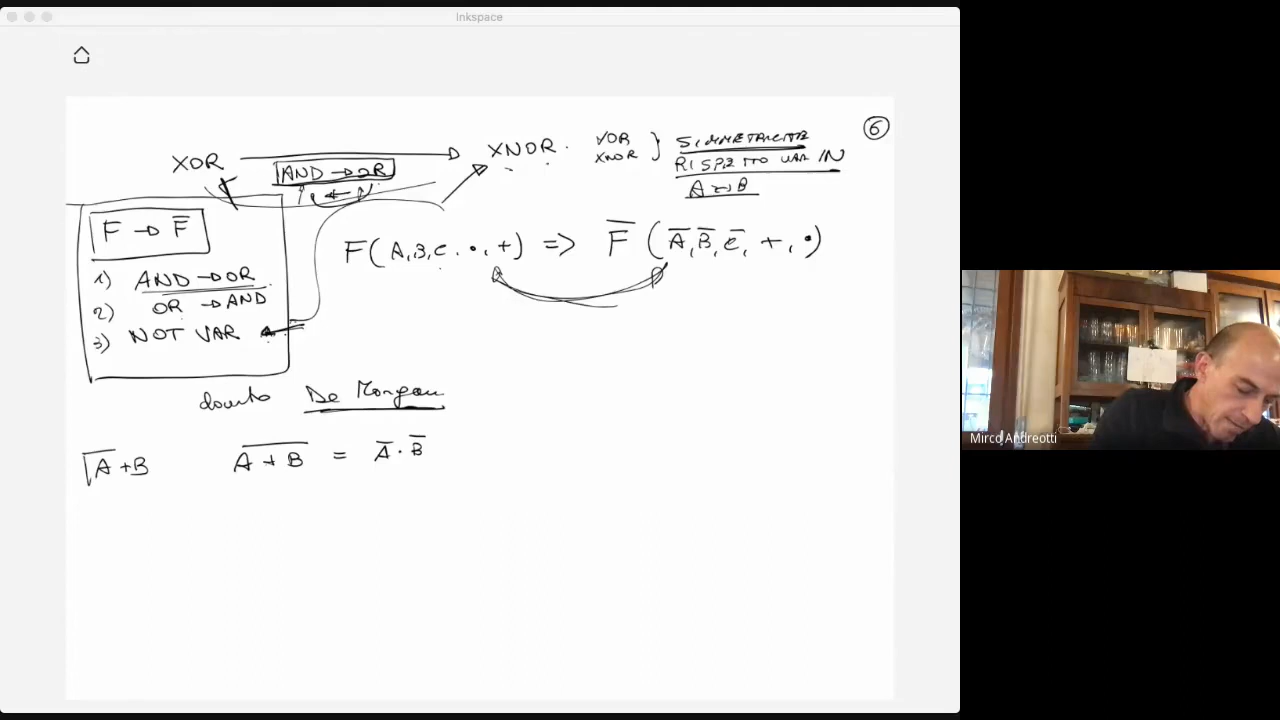 Inkspace
6
XOR
AND → OR
XNOR
XOR
XNOR
SIMMETRICITÀ
RISPETTO VAR IN
A ↔ B
F → F̅
1) AND → OR
2) OR → AND
3) NOT VAR
F(A,B,C, •, +) => F̅ (A̅, B̅, C̅, +, •)
De Morgan
A + B
A̅ ̅+̅ ̅B̅ = A̅ · B̅
Mirco Andreotti